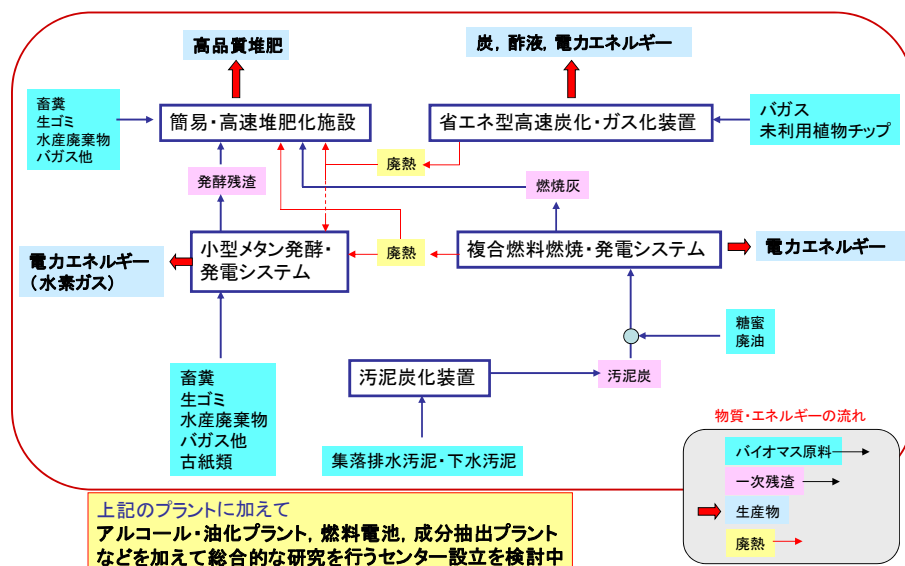 高品質堆肥
炭，酢液，電力エネルギー
畜糞
生ゴミ
水産廃棄物
バガス他
簡易・高速堆肥化施設
省エネ型高速炭化・ガス化装置
バガス
未利用植物チップ
廃熱
発酵残渣
燃焼灰
電力エネルギー
（水素ガス）
小型メタン発酵・
発電システム
廃熱
複合燃料燃焼・発電システム
電力エネルギー
糖蜜
廃油
畜糞
生ゴミ
水産廃棄物
バガス他
古紙類
汚泥炭化装置
汚泥炭
集落排水汚泥・下水汚泥
物質・エネルギーの流れ
バイオマス原料
一次残渣
生産物
廃熱
上記のプラントに加えて
アルコール・油化プラント，燃料電池，成分抽出プラント
などを加えて総合的な研究を行うセンター設立を検討中